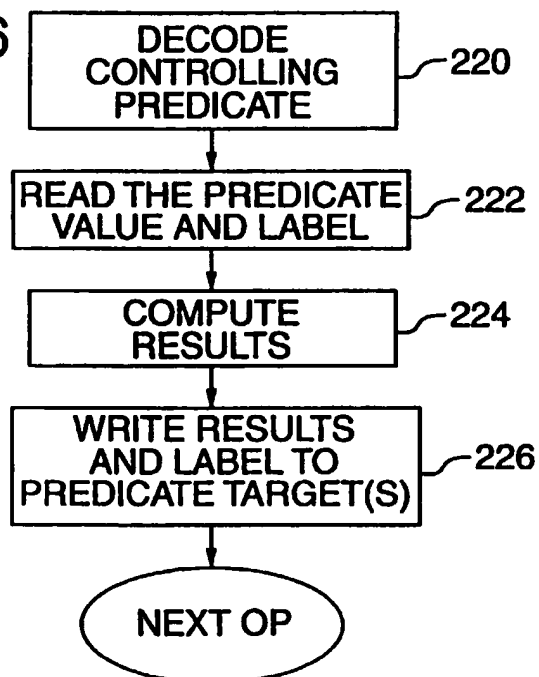 6
DECODE
CONTROLLING
PREDICATE
220
READ THE PREDICATE
VALUE AND LABEL
222
COMPUTE
RESULTS
224
WRITE RESULTS
AND LABEL TO
PREDICATE TARGET(S)
226
NEXT OP